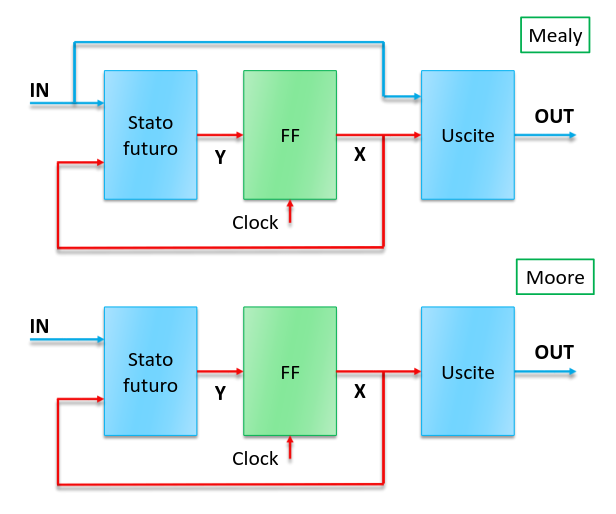 Mealy
IN
Stato
futuro
Y
FF
X
Uscite
OUT
Clock
Moore
IN
Stato
futuro
Y
FF
X
Uscite
OUT
Clock